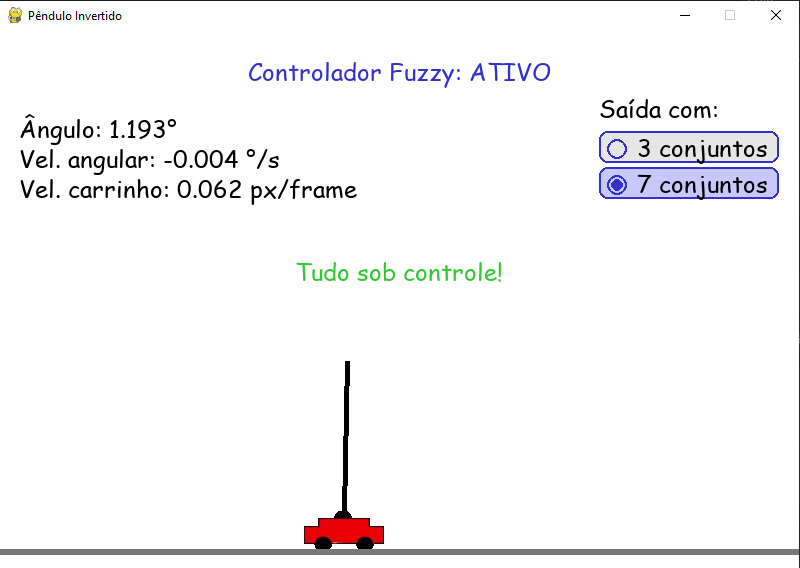 Pêndulo Invertido
Controlador Fuzzy: ATIVO
Saída com:
3 conjuntos
7 conjuntos
Ângulo: 1.193°
Vel. angular: -0.004 °/s
Vel. carrinho: 0.062 px/frame
Tudo sob controle!